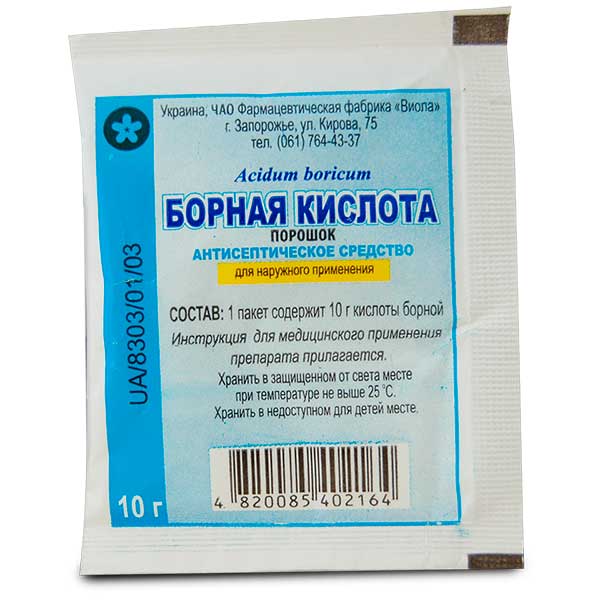 Украина, ЧАО Фармацевтическая фабрика «Виола»
г. Запорожье, ул. Кирова, 75
тел. (061) 764-43-37
Acidum boricum
БОРНАЯ КИСЛОТА
ПОРОШОК
АНТИСЕПТИЧЕСКОЕ СРЕДСТВО
для наружного применения
СОСТАВ: 1 пакет содержит 10 г кислоты борной
Инструкция для медицинского применения
препарата прилагается.
Хранить в защищенном от света месте
при температуре не выше 25 °С.
Хранить в недоступном для детей месте.
UA/8303/01/03
10 г
4 820085 402164